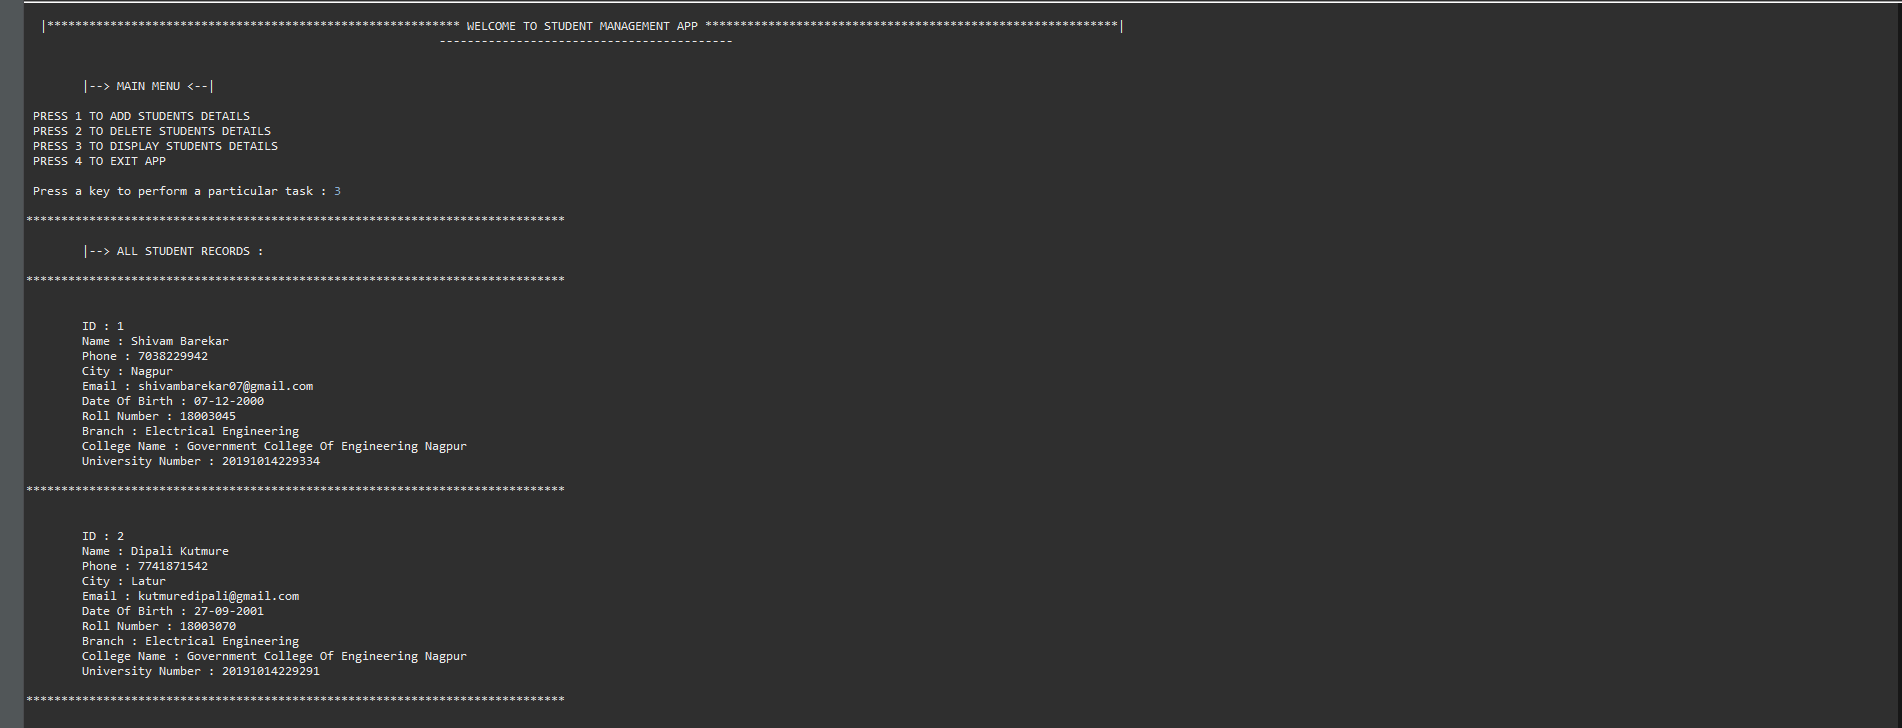 |*********************************************************** WELCOME TO STUDENT MANAGEMENT APP ***********************************************************|
------------------------------------------
|--> MAIN MENU <--|
PRESS 1 TO ADD STUDENTS DETAILS
PRESS 2 TO DELETE STUDENTS DETAILS
PRESS 3 TO DISPLAY STUDENTS DETAILS
PRESS 4 TO EXIT APP
Press a key to perform a particular task : 3
*****************************************************************************
|--> ALL STUDENT RECORDS :
*****************************************************************************
ID : 1
Name : Shivam Barekar
Phone : 7038229942
City : Nagpur
Email : shivambarekar07@gmail.com
Date Of Birth : 07-12-2000
Roll Number : 18003045
Branch : Electrical Engineering
College Name : Government College Of Engineering Nagpur
University Number : 20191014229334
*****************************************************************************
ID : 2
Name : Dipali Kutmure
Phone : 7741871542
City : Latur
Email : kutmuredipali@gmail.com
Date Of Birth : 27-09-2001
Roll Number : 18003070
Branch : Electrical Engineering
College Name : Government College Of Engineering Nagpur
University Number : 20191014229291
*****************************************************************************